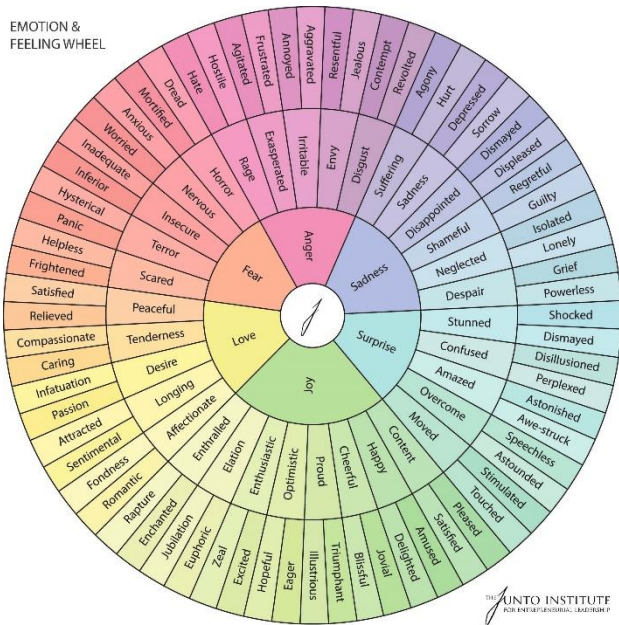 EMOTION &
FEELING WHEEL
Anger
Sadness
Surprise
Joy
Love
Fear
Rage
Exasperated
Irritable
Envy
Disgust
Suffering
Sadness
Disappointed
Shameful
Neglected
Despair
Stunned
Confused
Amazed
Overcome
Moved
Content
Happy
Cheerful
Proud
Optimistic
Enthusiastic
Elation
Enthralled
Affectionate
Longing
Desire
Tenderness
Peaceful
Scared
Terror
Insecure
Nervous
Horror
Hate
Hostile
Agitated
Frustrated
Annoyed
Aggravated
Resentful
Jealous
Contempt
Revolted
Agony
Hurt
Depressed
Sorrow
Dismayed
Displeased
Regretful
Guilty
Isolated
Lonely
Grief
Powerless
Shocked
Dismayed
Disillusioned
Perplexed
Astonished
Awe-struck
Speechless
Astounded
Stimulated
Touched
Pleased
Satisfied
Amused
Delighted
Jovial
Blissful
Triumphant
Illustrious
Eager
Hopeful
Excited
Zeal
Euphoric
Jubilation
Enchanted
Rapture
Romantic
Fondness
Sentimental
Attracted
Passion
Infatuation
Caring
Compassionate
Relieved
Satisfied
Frightened
Helpless
Panic
Hysterical
Inferior
Inadequate
Worried
Anxious
Mortified
Dread
J
THE JUNTO INSTITUTE
FOR ENTREPRENEURIAL LEADERSHIP